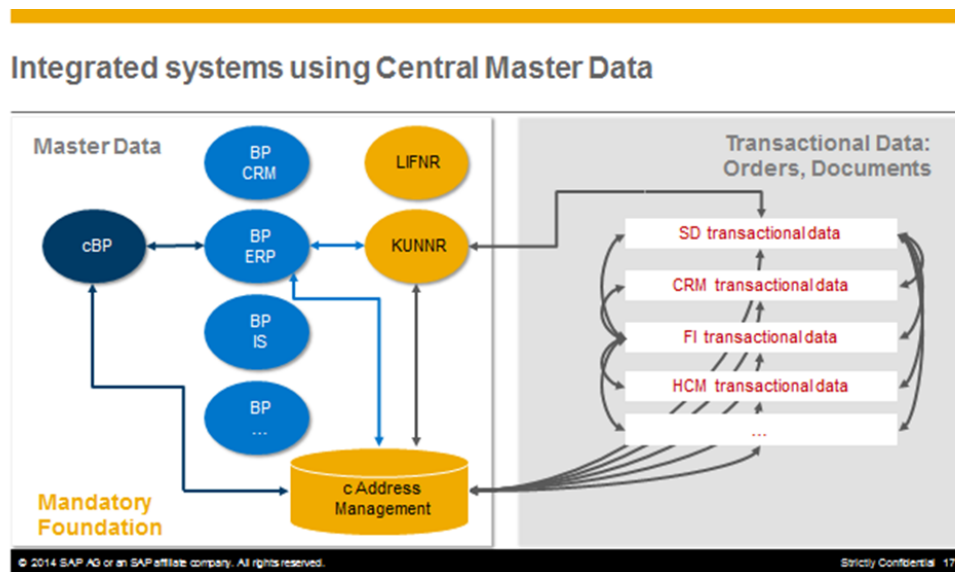 Integrated systems using Central Master Data
Master Data
BP
CRM
LIFNR
Transactional Data:
Orders, Documents
cBP
BP
ERP
KUNNR
SD transactional data
CRM transactional data
BP
IS
FI transactional data
HCM transactional data
BP
...
...
c Address
Management
Mandatory
Foundation
© 2014 SAP AG or an SAP affiliate company. All rights reserved.
Strictly Confidential 17